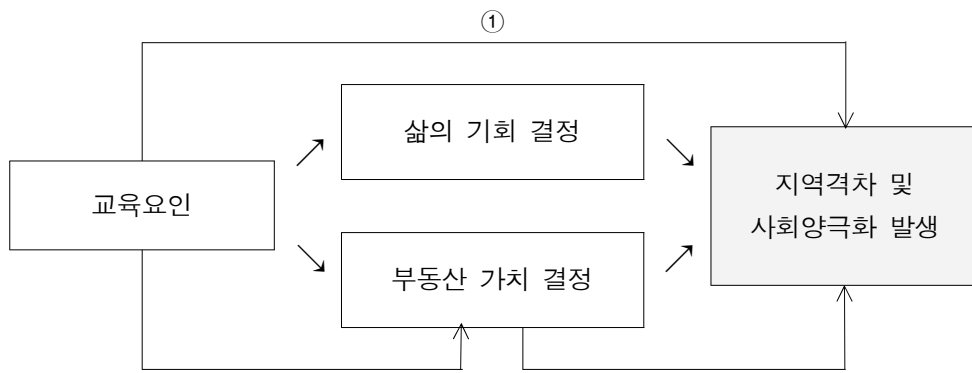 ①
삶의 기회 결정
교육요인
지역격차 및
사회양극화 발생
부동산 가치 결정